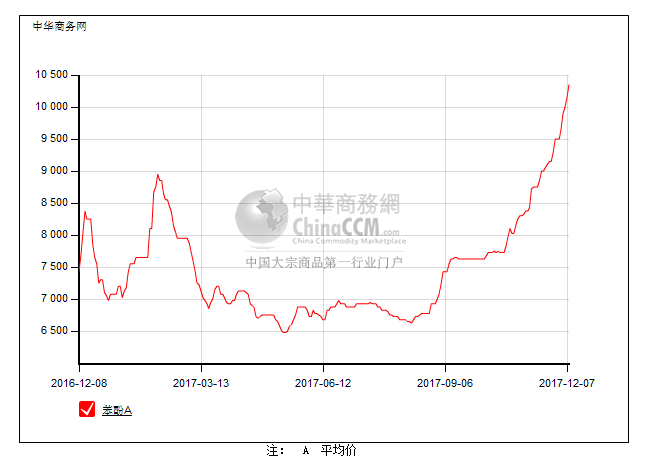 中华商务网
10 500
10 000
9 500
9 000
8 500
8 000
7 500
7 000
6 500
中華商務網
ChinaCCM.com
China Commodity Marketplace
中国大宗商品第一行业门户
2016-12-08
2017-03-13
2017-06-12
2017-09-06
2017-12-07
苯酚A
注： A 平均价